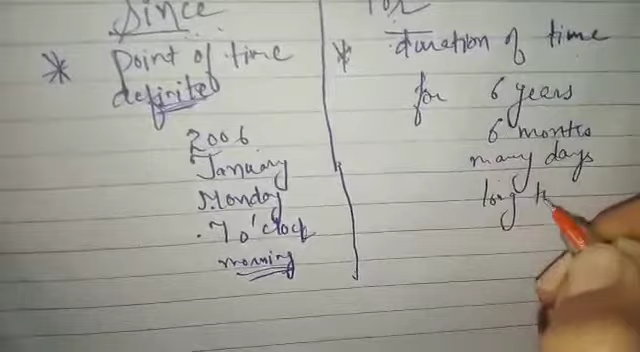 Since
* Point of time
definite
2006
January
Monday
7 o'clock
morning
For
* duration of time
for 6 years
6 months
many days
long t